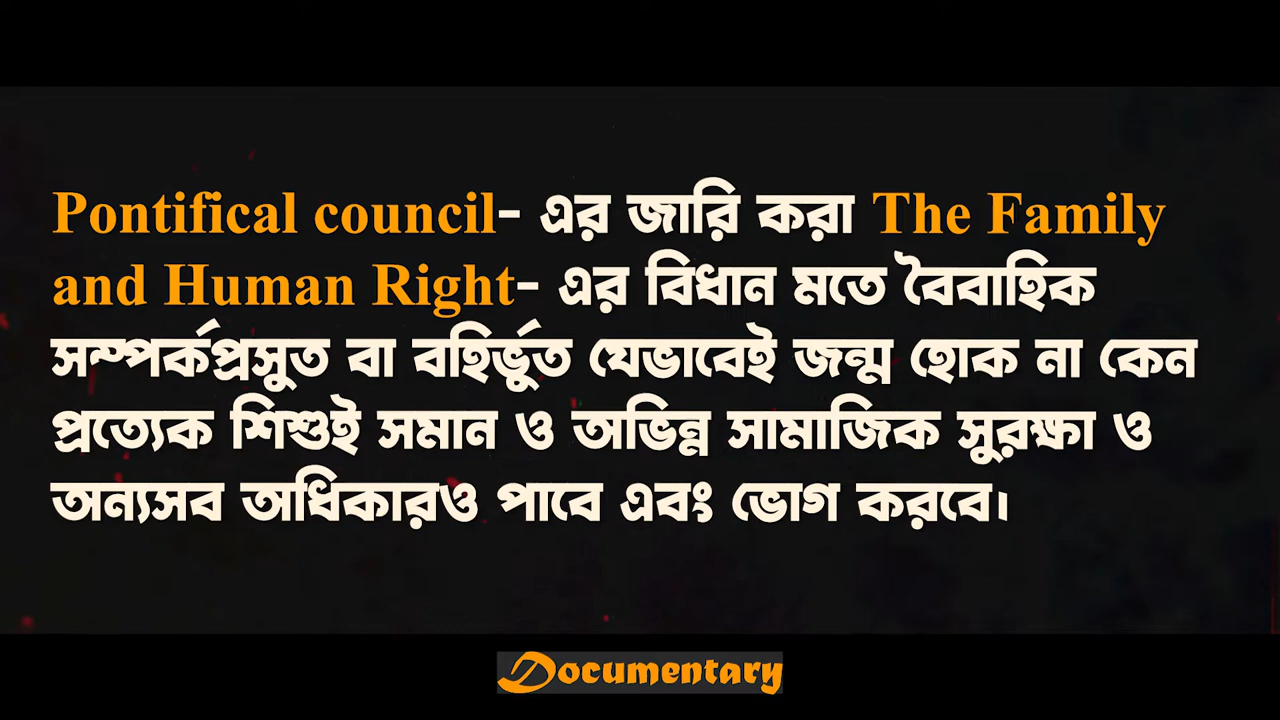 Pontifical council- এর জারি করা The Family
and Human Right- এর বিধান মতে বৈবাহিক
সম্পর্কপ্রসুত বা বহির্ভুত যেভাবেই জন্ম হোক না কেন
প্রত্যেক শিশুই সমান ও অভিন্ন সামাজিক সুরক্ষা ও
অন্যসব অধিকারও পাবে এবং ভোগ করবে।
Documentary